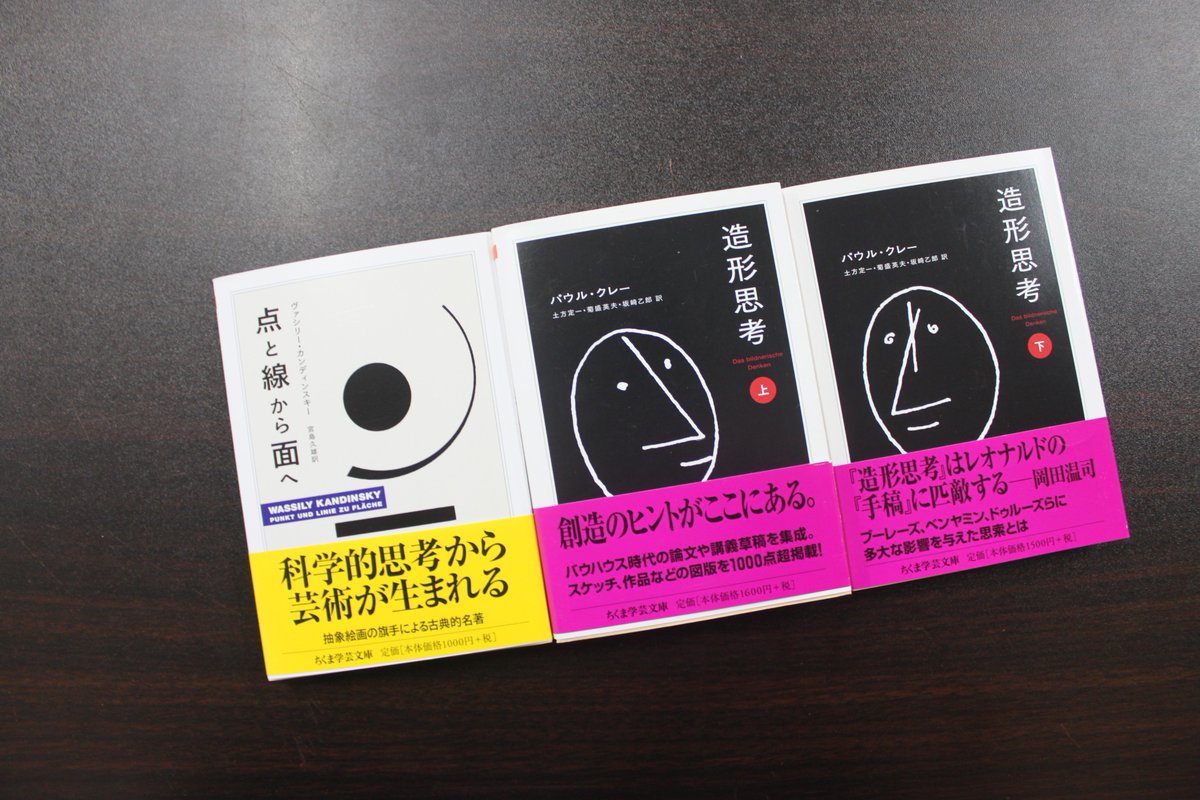 点と線から面へ
ヴァシリー・カンディンスキー 宮島久雄訳
WASSILY KANDINSKY
PUNKT UND LINIE ZU FLÄCHE
科学的思考から
芸術が生まれる
抽象絵画の旗手による古典的名著
ちくま学芸文庫 定価[本体価格1000円+税]
造形思考
パウル・クレー
土方定一・菊盛英夫・坂崎乙郎 訳
Das bildnerische
Denken
上
創造のヒントがここにある。
バウハウス時代の論文や講義草稿を集成。
スケッチ、作品などの図版を1000点超掲載!
ちくま学芸文庫 定価[本体価格1600円+税]
造形思考
パウル・クレー
土方定一・菊盛英夫・坂崎乙郎 訳
Das bildnerische
Denken
下
『造形思考』はレオナルドの
『手稿』に匹敵する——岡田温司
ブーレーズ、ベンヤミン、ドゥルーズらに
多大な影響を与えた思索とは
ちくま学芸文庫 定価[本体価格1500円+税]